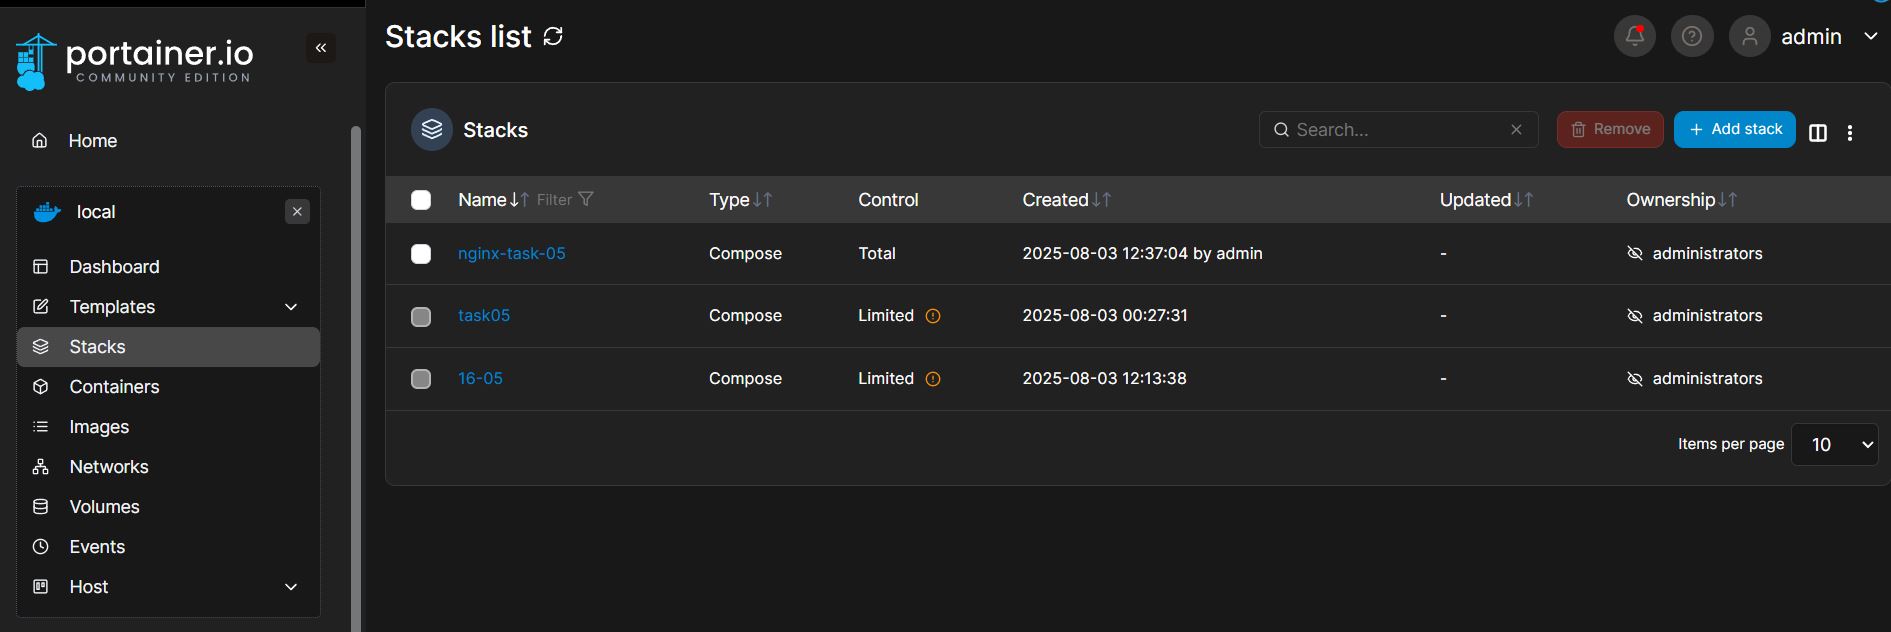 portainer.io
COMMUNITY EDITION
Home
local
Dashboard
Templates
Stacks
Containers
Images
Networks
Volumes
Events
Host
Stacks list
admin
Stacks
Search...
Remove
Add stack
Name Filter Type Control Created Updated Ownership
nginx-task-05 Compose Total 2025-08-03 12:37:04 by admin - administrators
task05 Compose Limited 2025-08-03 00:27:31 - administrators
16-05 Compose Limited 2025-08-03 12:13:38 - administrators
Items per page 10